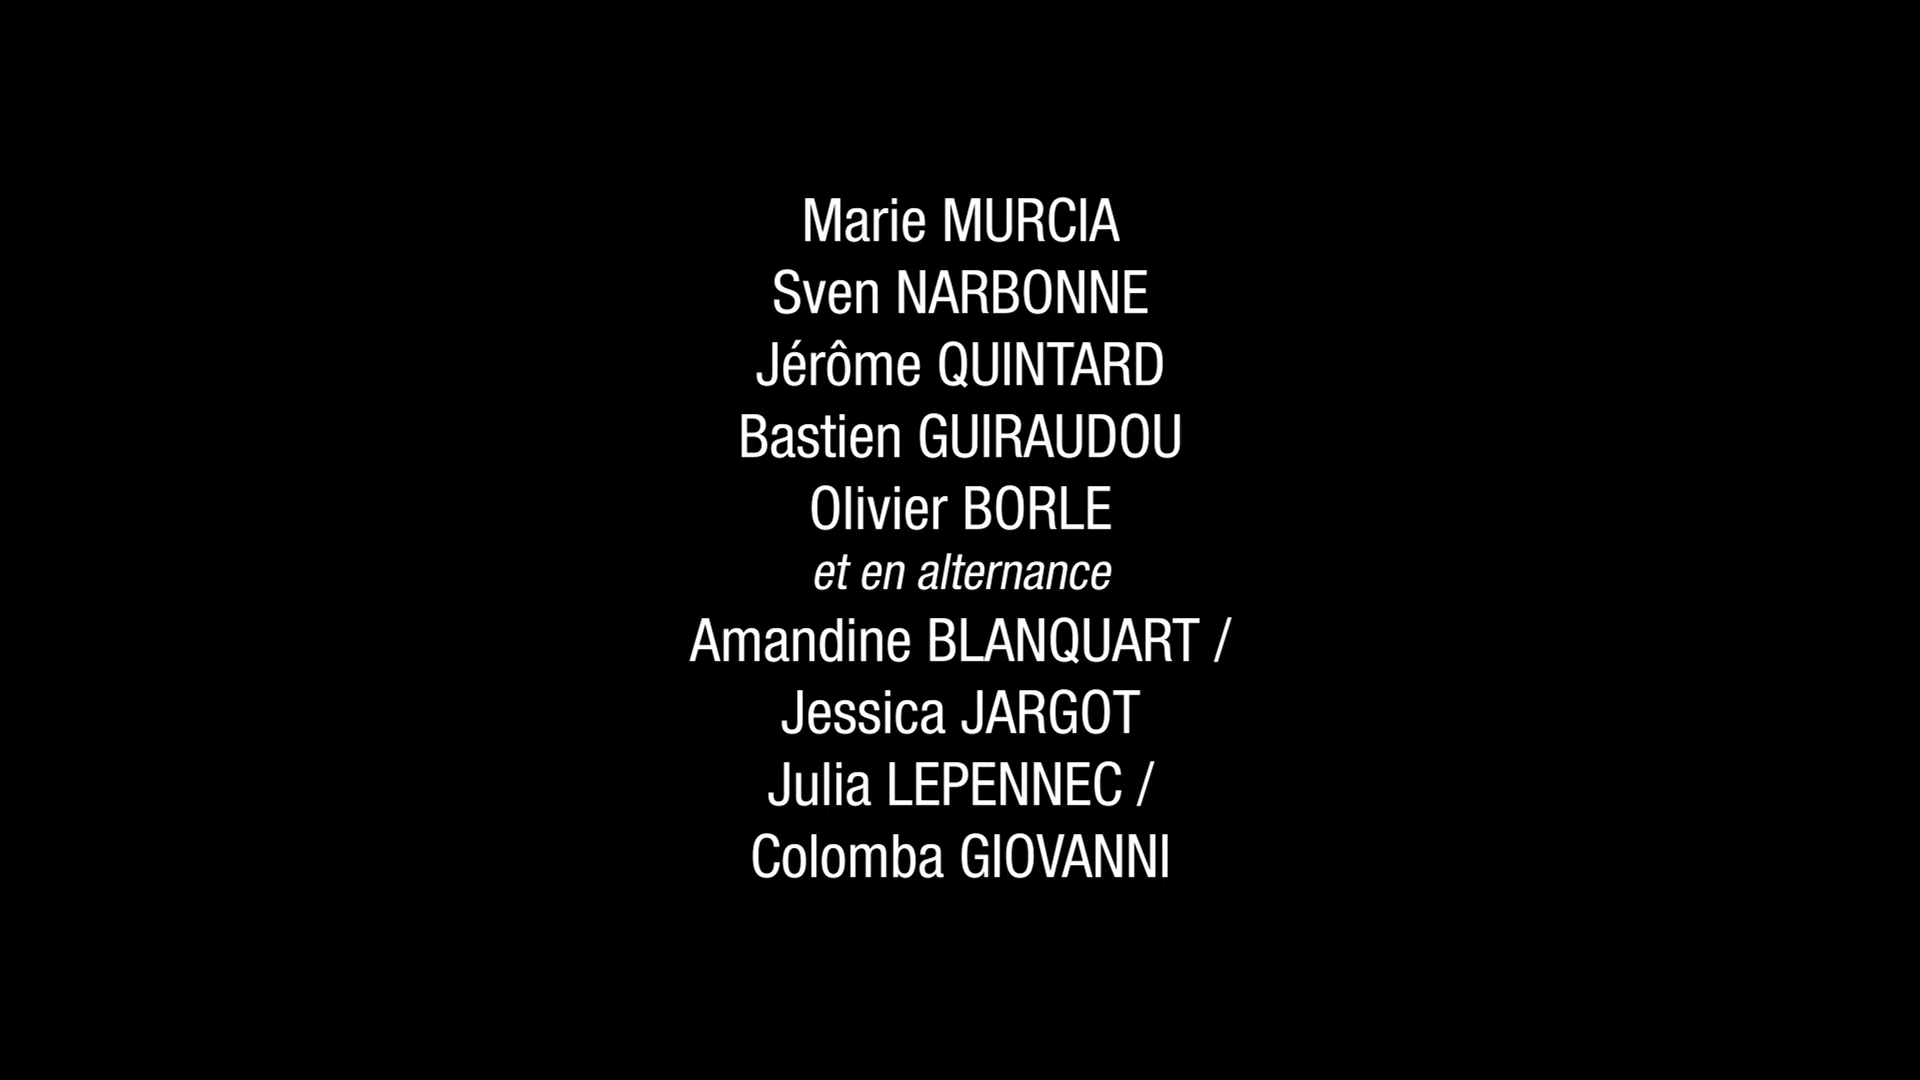 Marie MURCIA
Sven NARBONNE
Jérôme QUINTARD
Bastien GUIRAUDOU
Olivier BORLE
et en alternance
Amandine BLANQUART /
Jessica JARGOT
Julia LEPENNEC /
Colomba GIOVANNI